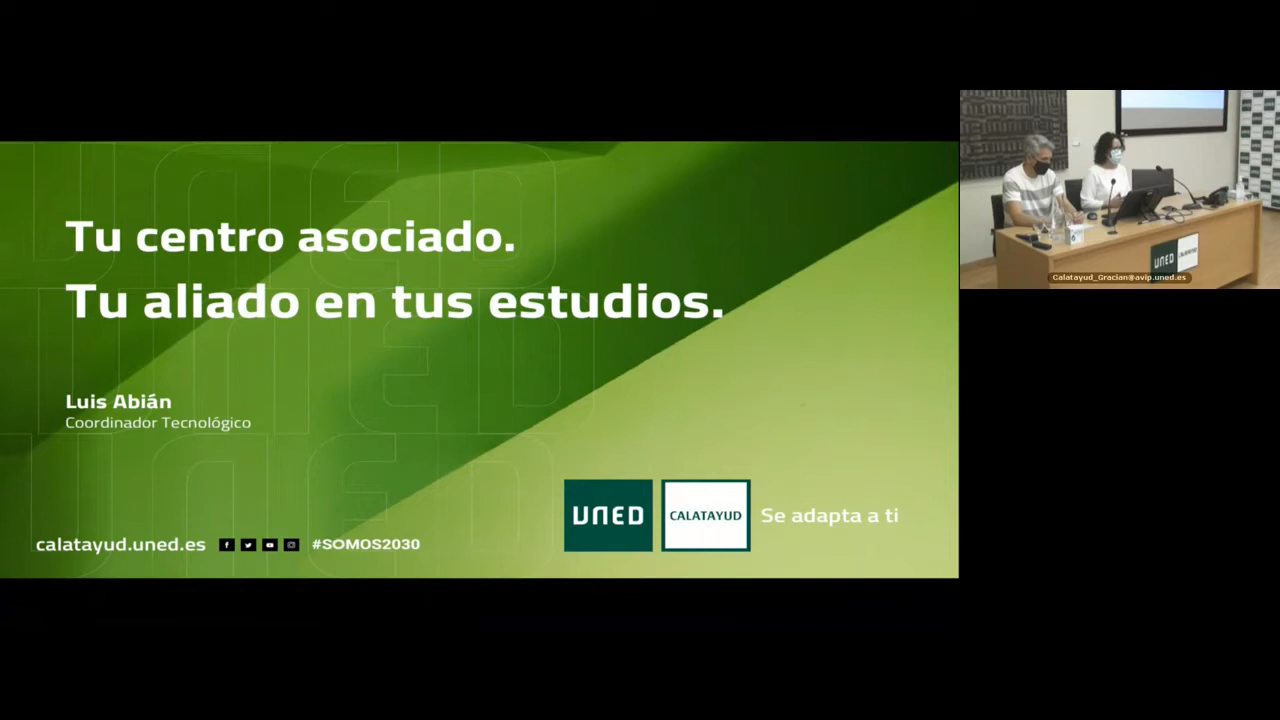 Tu centro asociado.
Tu aliado en tus estudios.
Luis Abián
Coordinador Tecnológico
UNED
CALATAYUD
Se adapta a ti
calatayud.uned.es
#SOMOS2030
Calatayud_Gracian@avip.uned.es
UNED